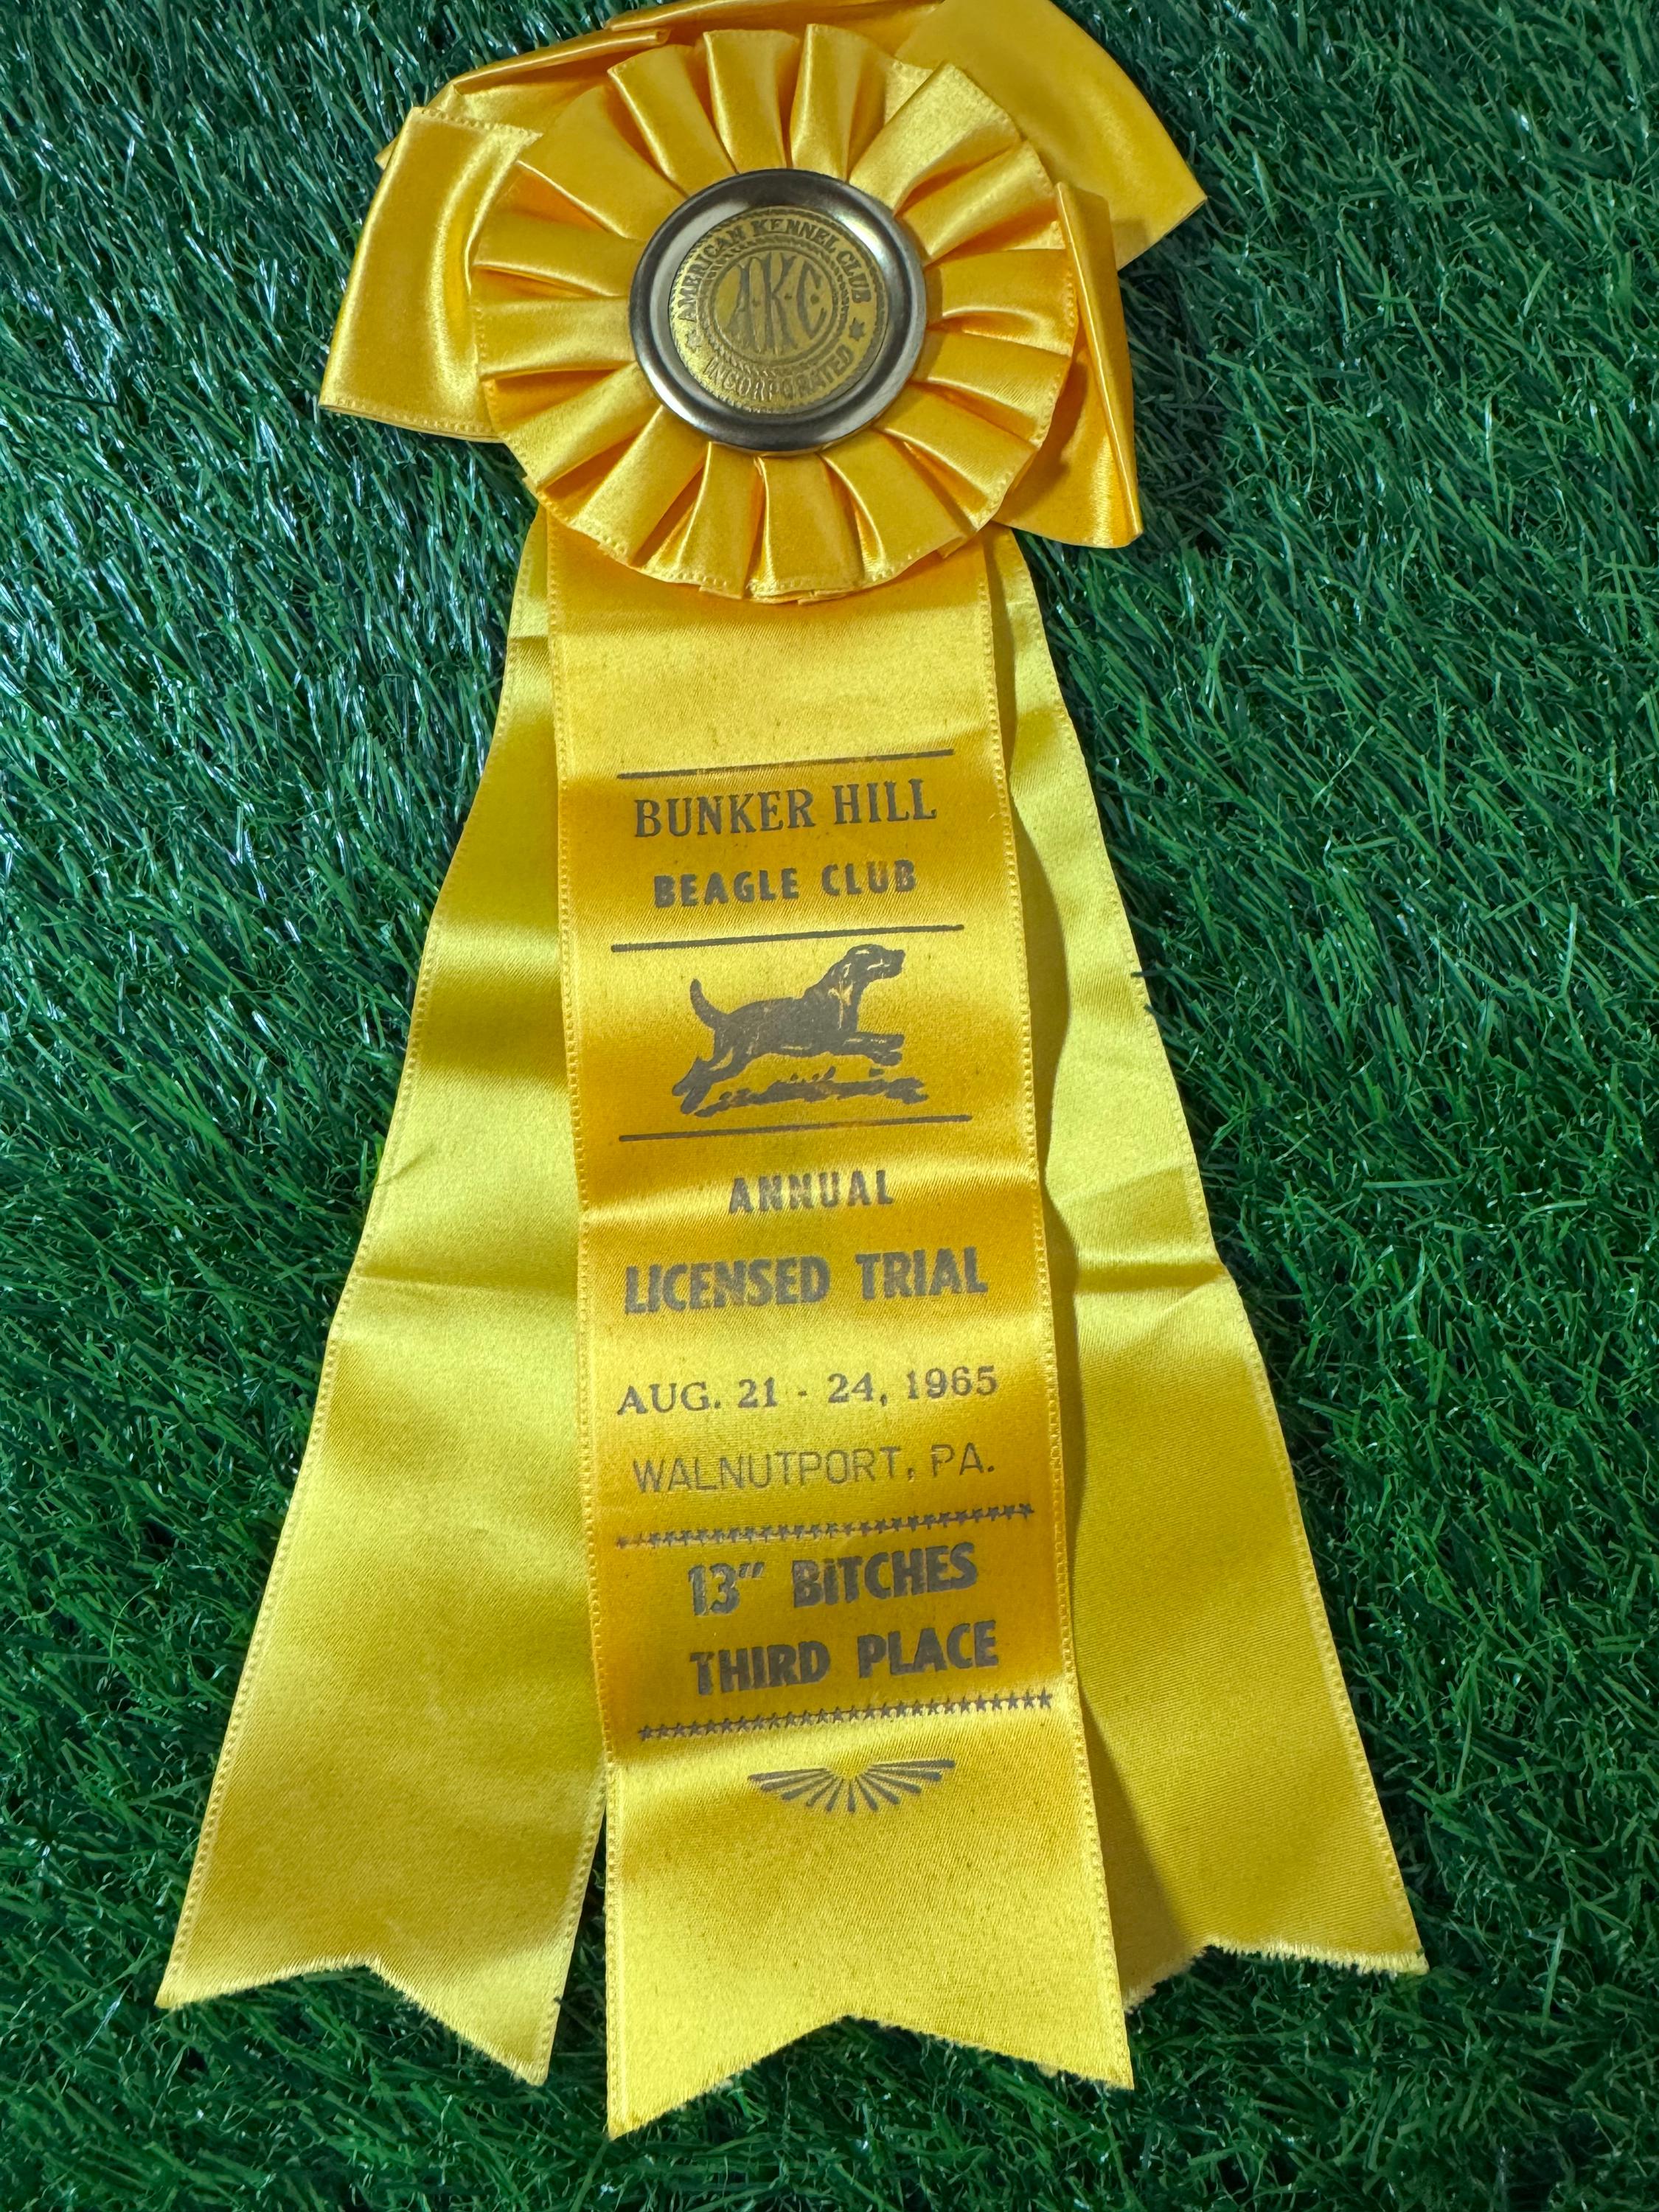 AMERICAN KENNEL CLUB
A·K·C
INCORPORATED
BUNKER HILL
BEAGLE CLUB
ANNUAL
LICENSED TRIAL
AUG. 21 - 24, 1965
WALNUTPORT, PA.
13" BiTCHES
THIRD PLACE